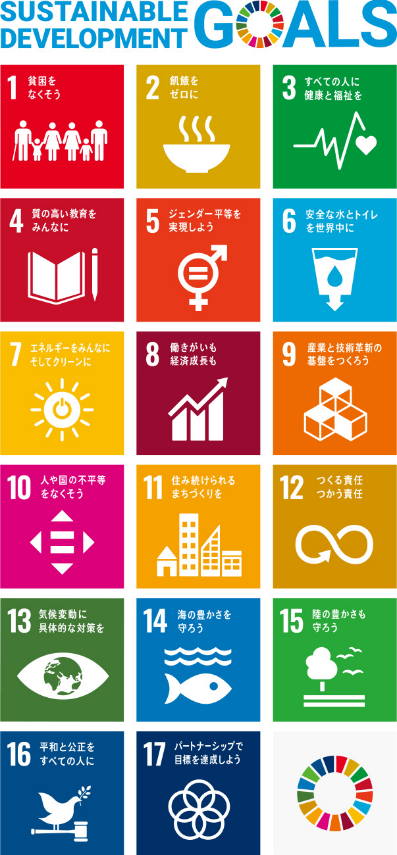 SUSTAINABLE
DEVELOPMENT
GOALS
1
貧困を
なくそう
2
飢餓を
ゼロに
3
すべての人に
健康と福祉を
4
質の高い教育を
みんなに
5
ジェンダー平等を
実現しよう
6
安全な水とトイレ
を世界中に
7
エネルギーをみんなに
そしてクリーンに
8
働きがいも
経済成長も
9
産業と技術革新の
基盤をつくろう
10
人や国の不平等
をなくそう
11
住み続けられる
まちづくりを
12
つくる責任
つかう責任
13
気候変動に
具体的な対策を
14
海の豊かさを
守ろう
15
陸の豊かさも
守ろう
16
平和と公正を
すべての人に
17
パートナーシップで
目標を達成しよう